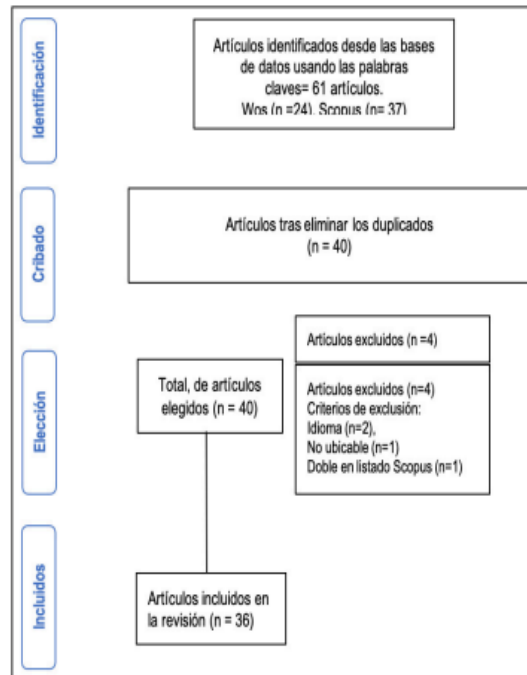 Identificación
Artículos identificados desde las bases
de datos usando las palabras
claves= 61 artículos.
Wos (n =24), Scopus (n= 37)
Cribado
Artículos tras eliminar los duplicados
(n = 40)
Elección
Artículos excluidos (n =4)
Total, de artículos
elegidos (n = 40)
Artículos excluidos (n=4)
Criterios de exclusión:
Idioma (n=2),
No ubicable (n=1)
Doble en listado Scopus (n=1)
Incluidos
Artículos incluidos en
la revisión (n = 36)